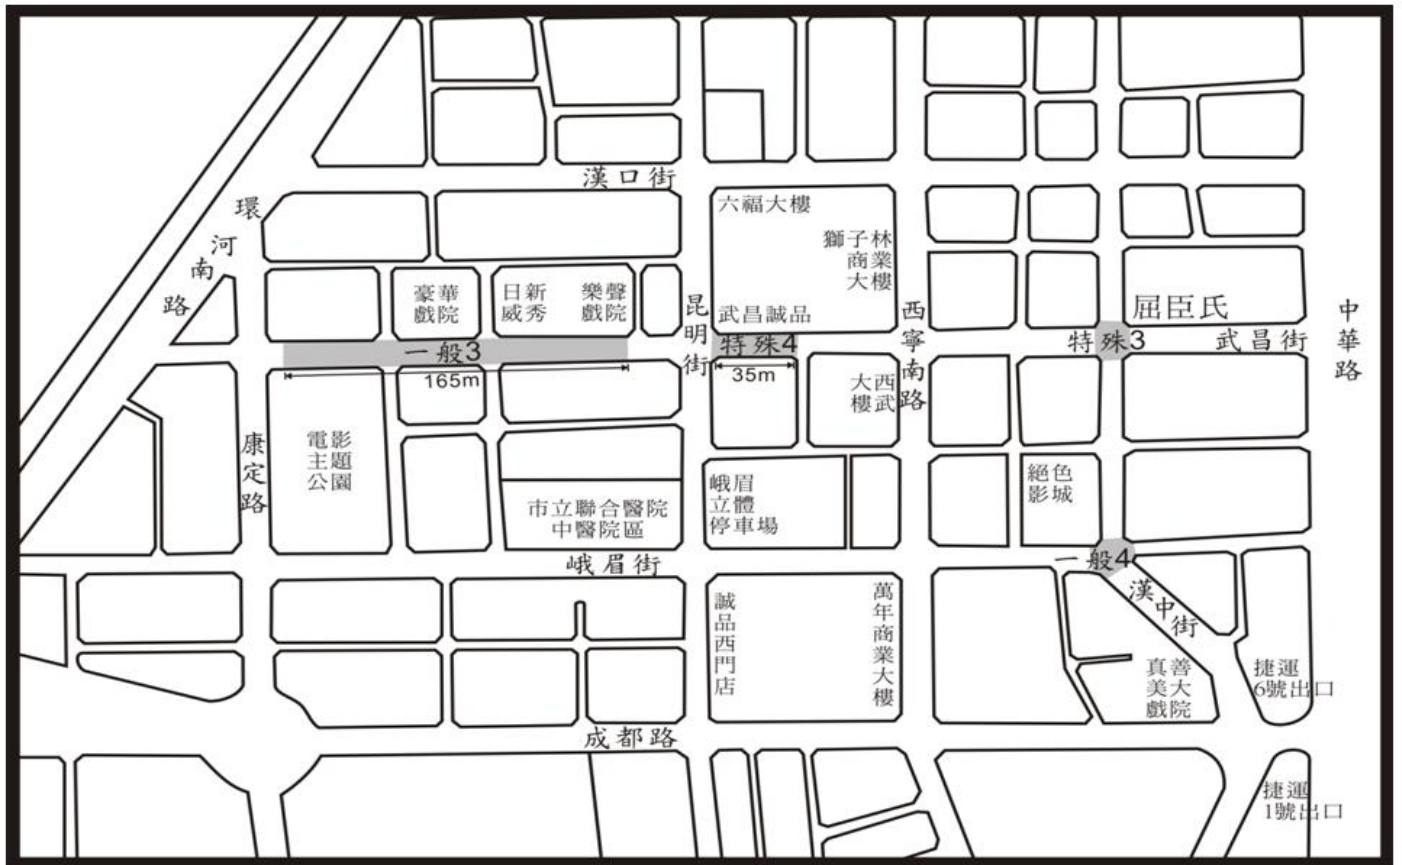 漢口街
環河南路
六福大樓
獅子林
商業
大樓
武昌誠品
豪華
戲院
日新
威秀
樂聲
戲院
昆明街
西寧南路
屈臣氏
中華路
一般3
165m
特殊4
35m
特殊3
武昌街
西武
大樓
康定路
電影
主題
公園
市立聯合醫院
中醫院區
峨眉
立體
停車場
絕色
影城
峨眉街
一般4
漢中街
誠品西門店
萬年商業大樓
真善
美大
戲院
捷運
6號出口
成都路
捷運
1號出口